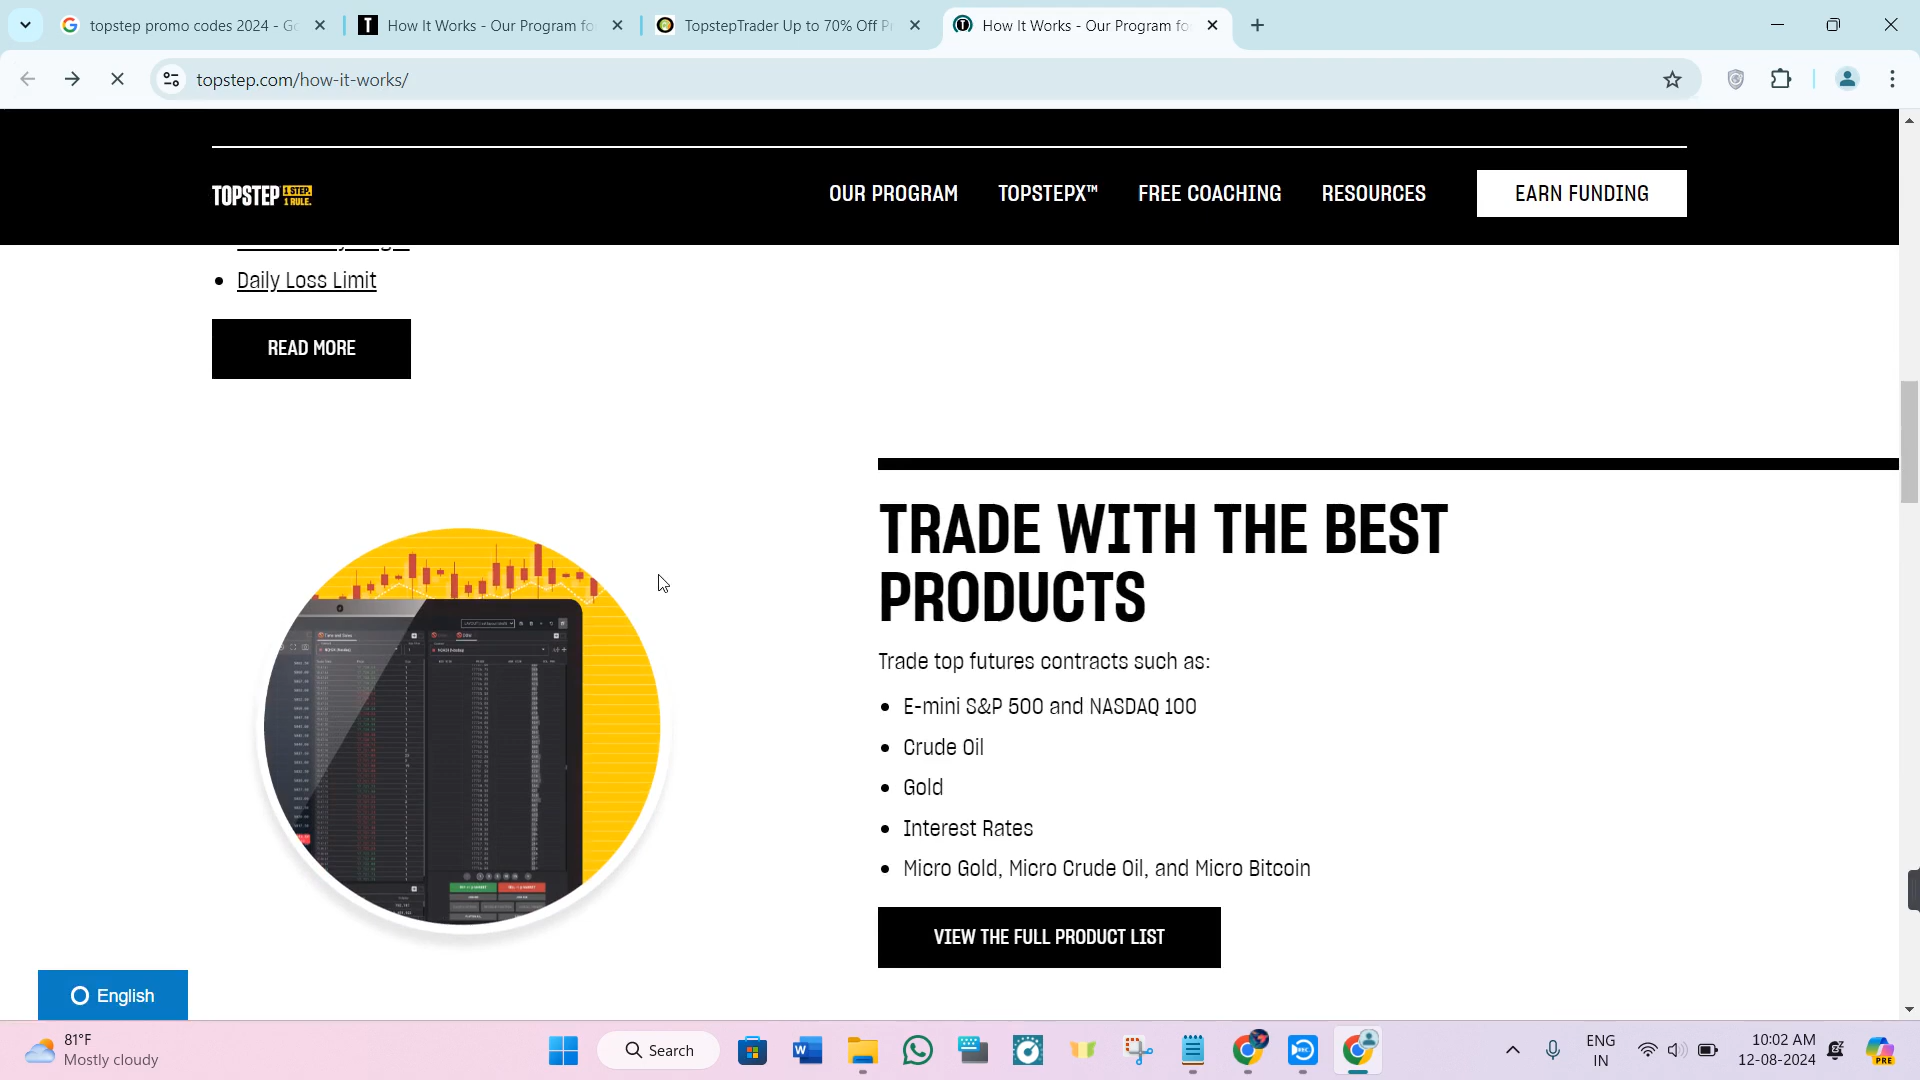 topstep promo codes 2024 - Go
How It Works - Our Program fo
TopstepTrader Up to 70% Off P
How It Works - Our Program fo
topstep.com/how-it-works/
TOPSTEP 1 STEP. 1 RULE.
OUR PROGRAM
TOPSTEPX™
FREE COACHING
RESOURCES
EARN FUNDING
Daily Loss Limit
READ MORE
TRADE WITH THE BEST
PRODUCTS
Trade top futures contracts such as:
E-mini S&P 500 and NASDAQ 100
Crude Oil
Gold
Interest Rates
Micro Gold, Micro Crude Oil, and Micro Bitcoin
VIEW THE FULL PRODUCT LIST
English
81°F
Mostly cloudy
Search
ENG
IN
10:02 AM
12-08-2024
PRE